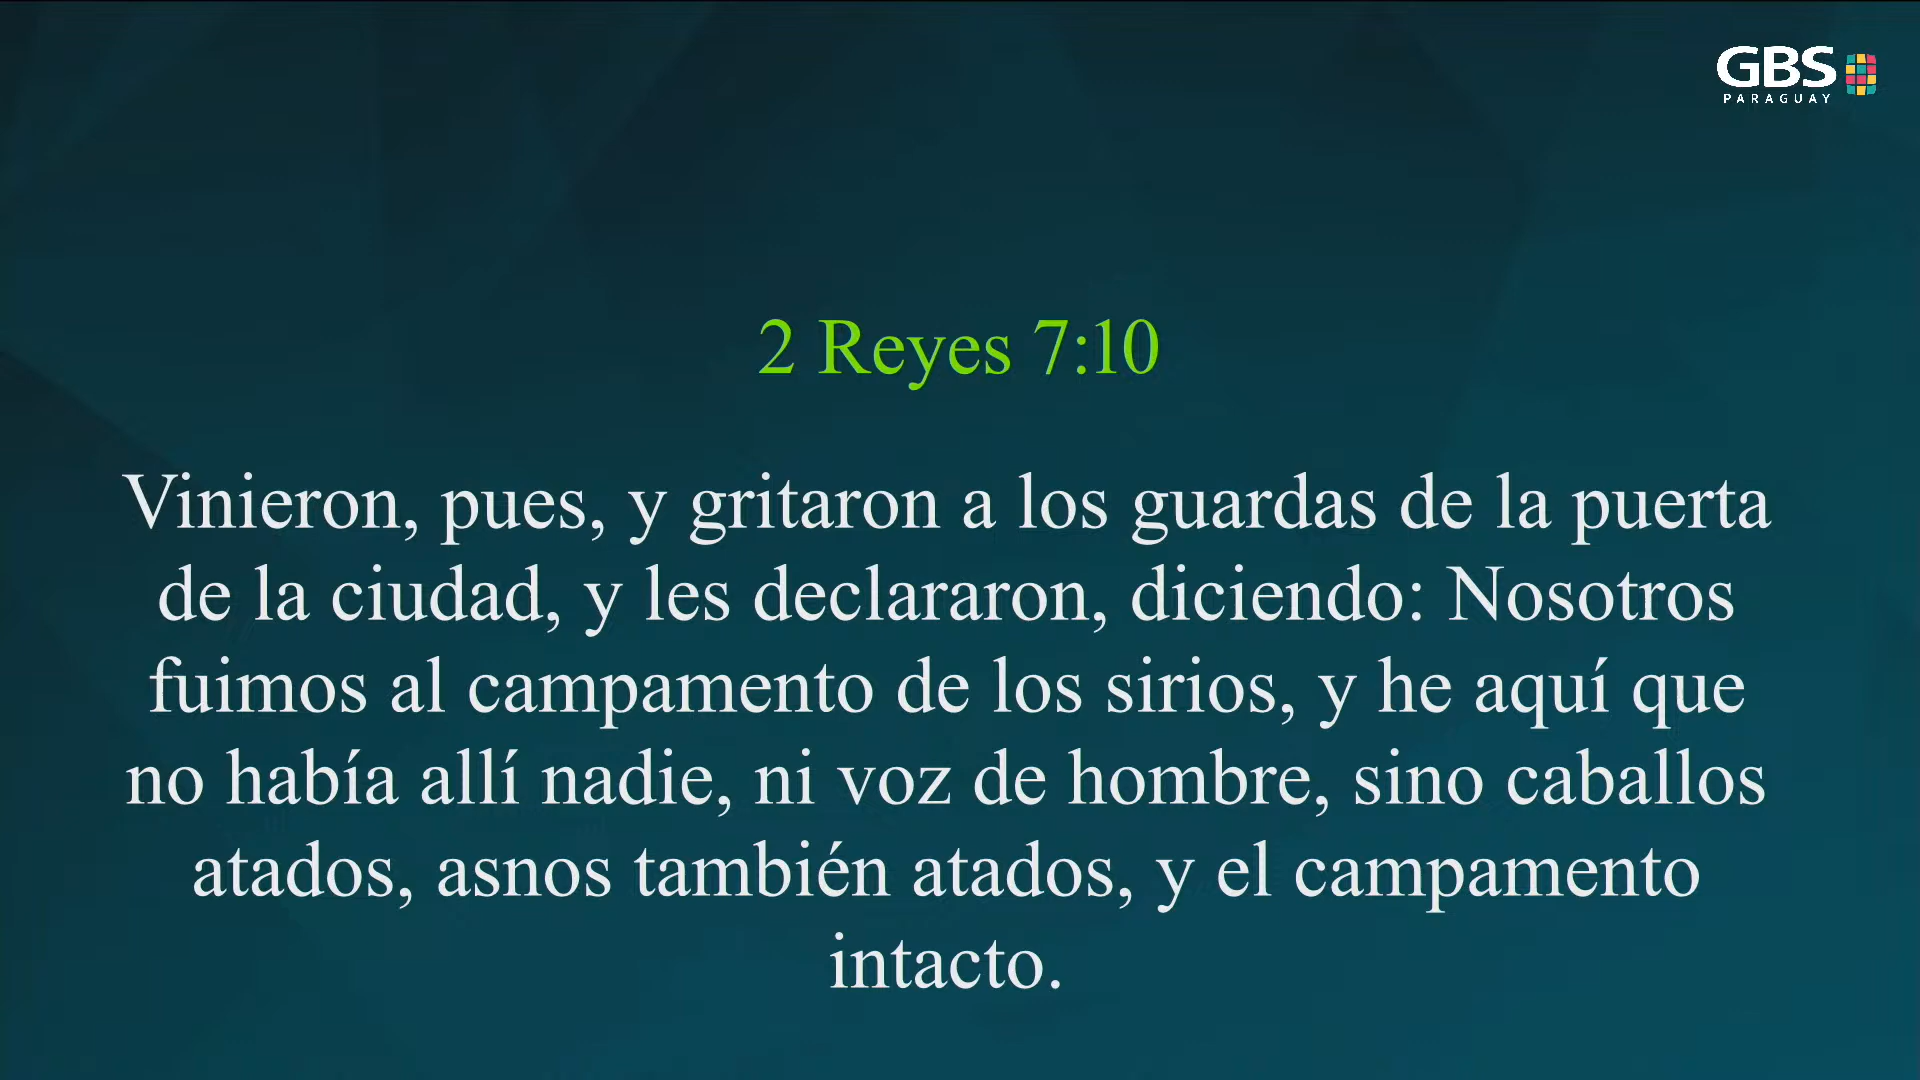 GBS
PARAGUAY
2 Reyes 7:10
Vinieron, pues, y gritaron a los guardas de la puerta
de la ciudad, y les declararon, diciendo: Nosotros
fuimos al campamento de los sirios, y he aquí que
no había allí nadie, ni voz de hombre, sino caballos
atados, asnos también atados, y el campamento
intacto.